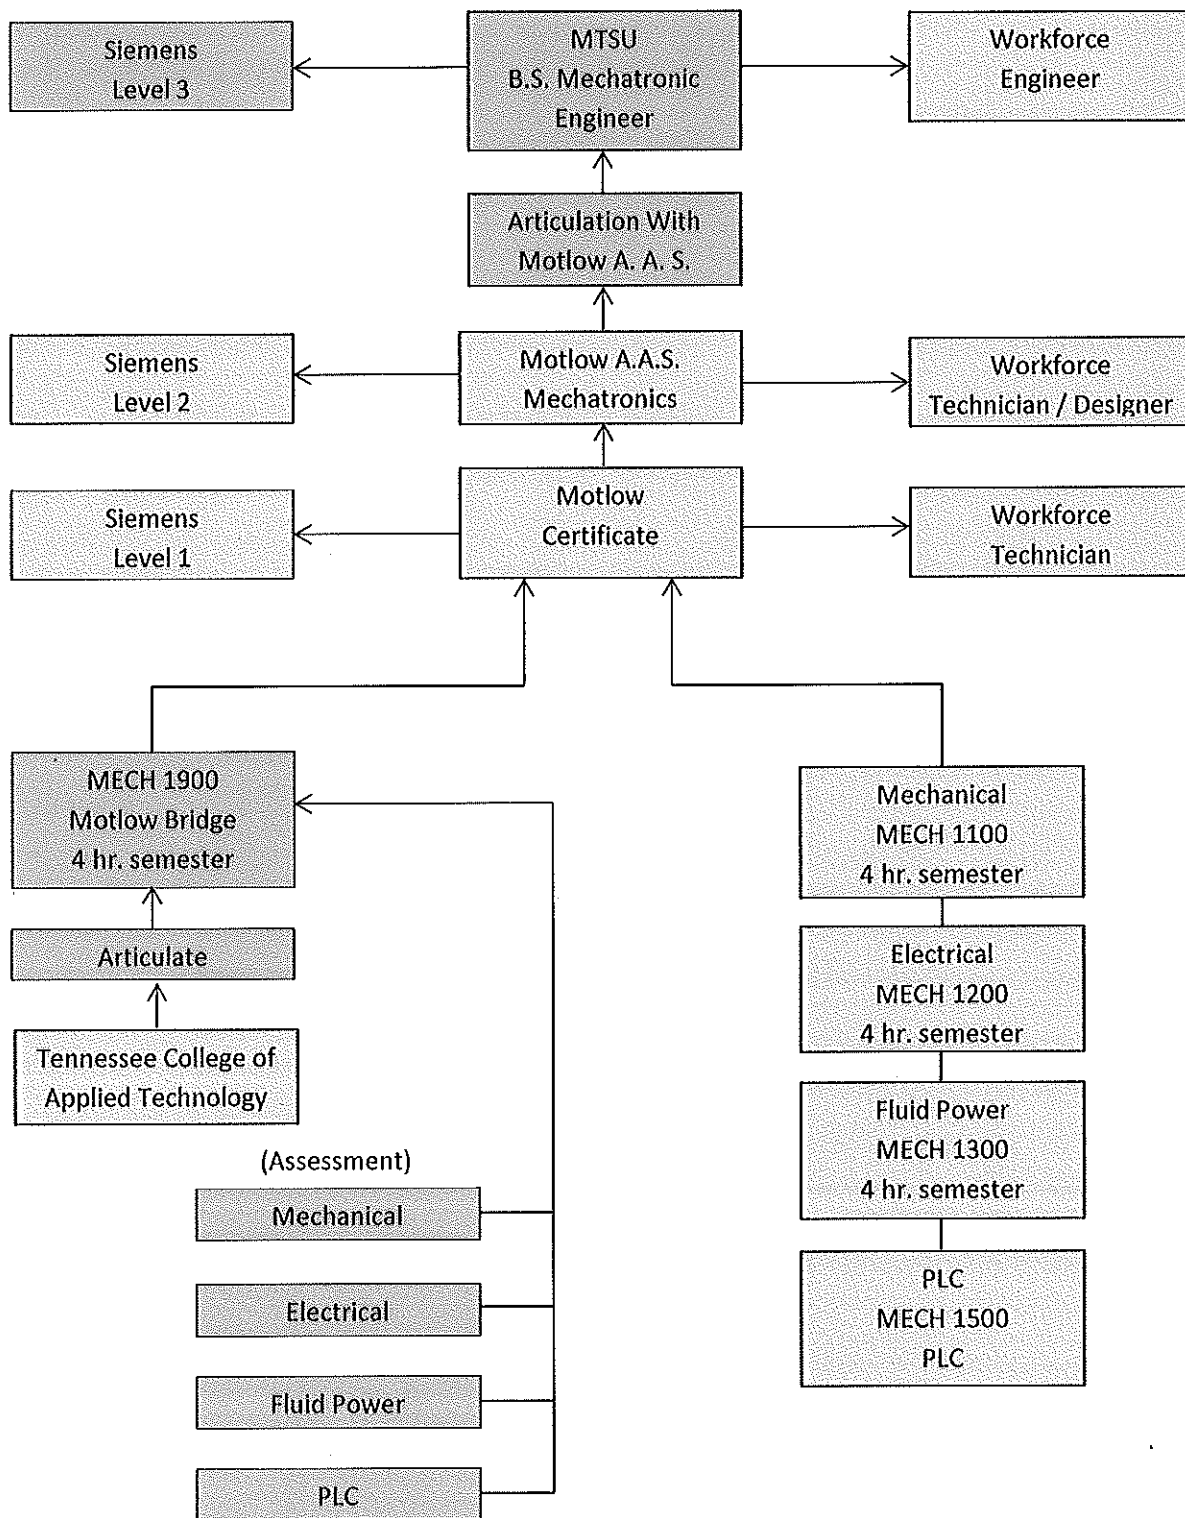 Siemens
Level 3
MTSU
B.S. Mechatronic
Engineer
Workforce
Engineer
Articulation With
Motlow A. A. S.
Siemens
Level 2
Motlow A.A.S.
Mechatronics
Workforce
Technician / Designer
Siemens
Level 1
Motlow
Certificate
Workforce
Technician
MECH 1900
Motlow Bridge
4 hr. semester
Articulate
Tennessee College of
Applied Technology
(Assessment)
Mechanical
Electrical
Fluid Power
PLC
Mechanical
MECH 1100
4 hr. semester
Electrical
MECH 1200
4 hr. semester
Fluid Power
MECH 1300
4 hr. semester
PLC
MECH 1500
PLC